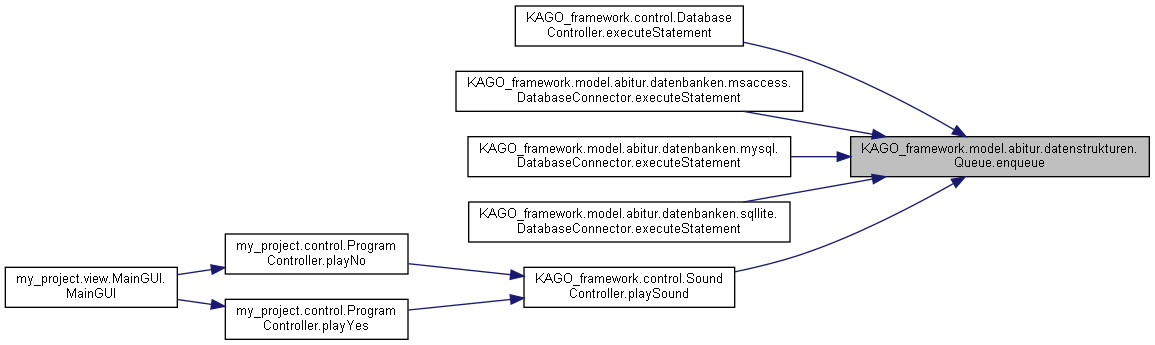 KAGO_framework.control.Database
Controller.executeStatement
KAGO_framework.model.abitur.datenbanken.msaccess.
DatabaseConnector.executeStatement
KAGO_framework.model.abitur.datenbanken.mysql.
DatabaseConnector.executeStatement
KAGO_framework.model.abitur.datenstrukturen.
Queue.enqueue
KAGO_framework.model.abitur.datenbanken.sqllite.
DatabaseConnector.executeStatement
my_project.control.Program
Controller.playNo
my_project.view.MainGUI.
MainGUI
KAGO_framework.control.Sound
Controller.playSound
my_project.control.Program
Controller.playYes